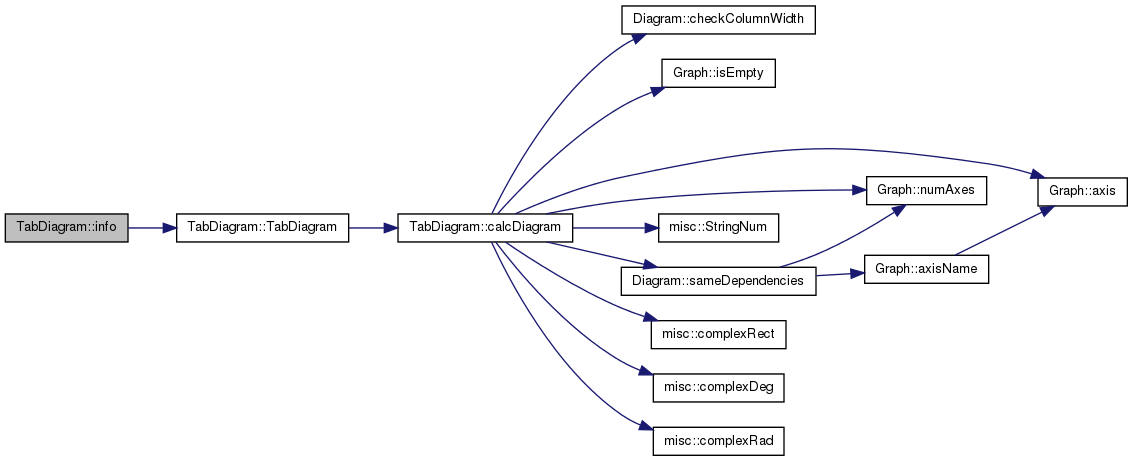 Diagram::checkColumnWidth
Graph::isEmpty
Graph::axis
Graph::numAxes
TabDiagram::info
TabDiagram::TabDiagram
TabDiagram::calcDiagram
misc::StringNum
Graph::axisName
Diagram::sameDependencies
misc::complexRect
misc::complexDeg
misc::complexRad